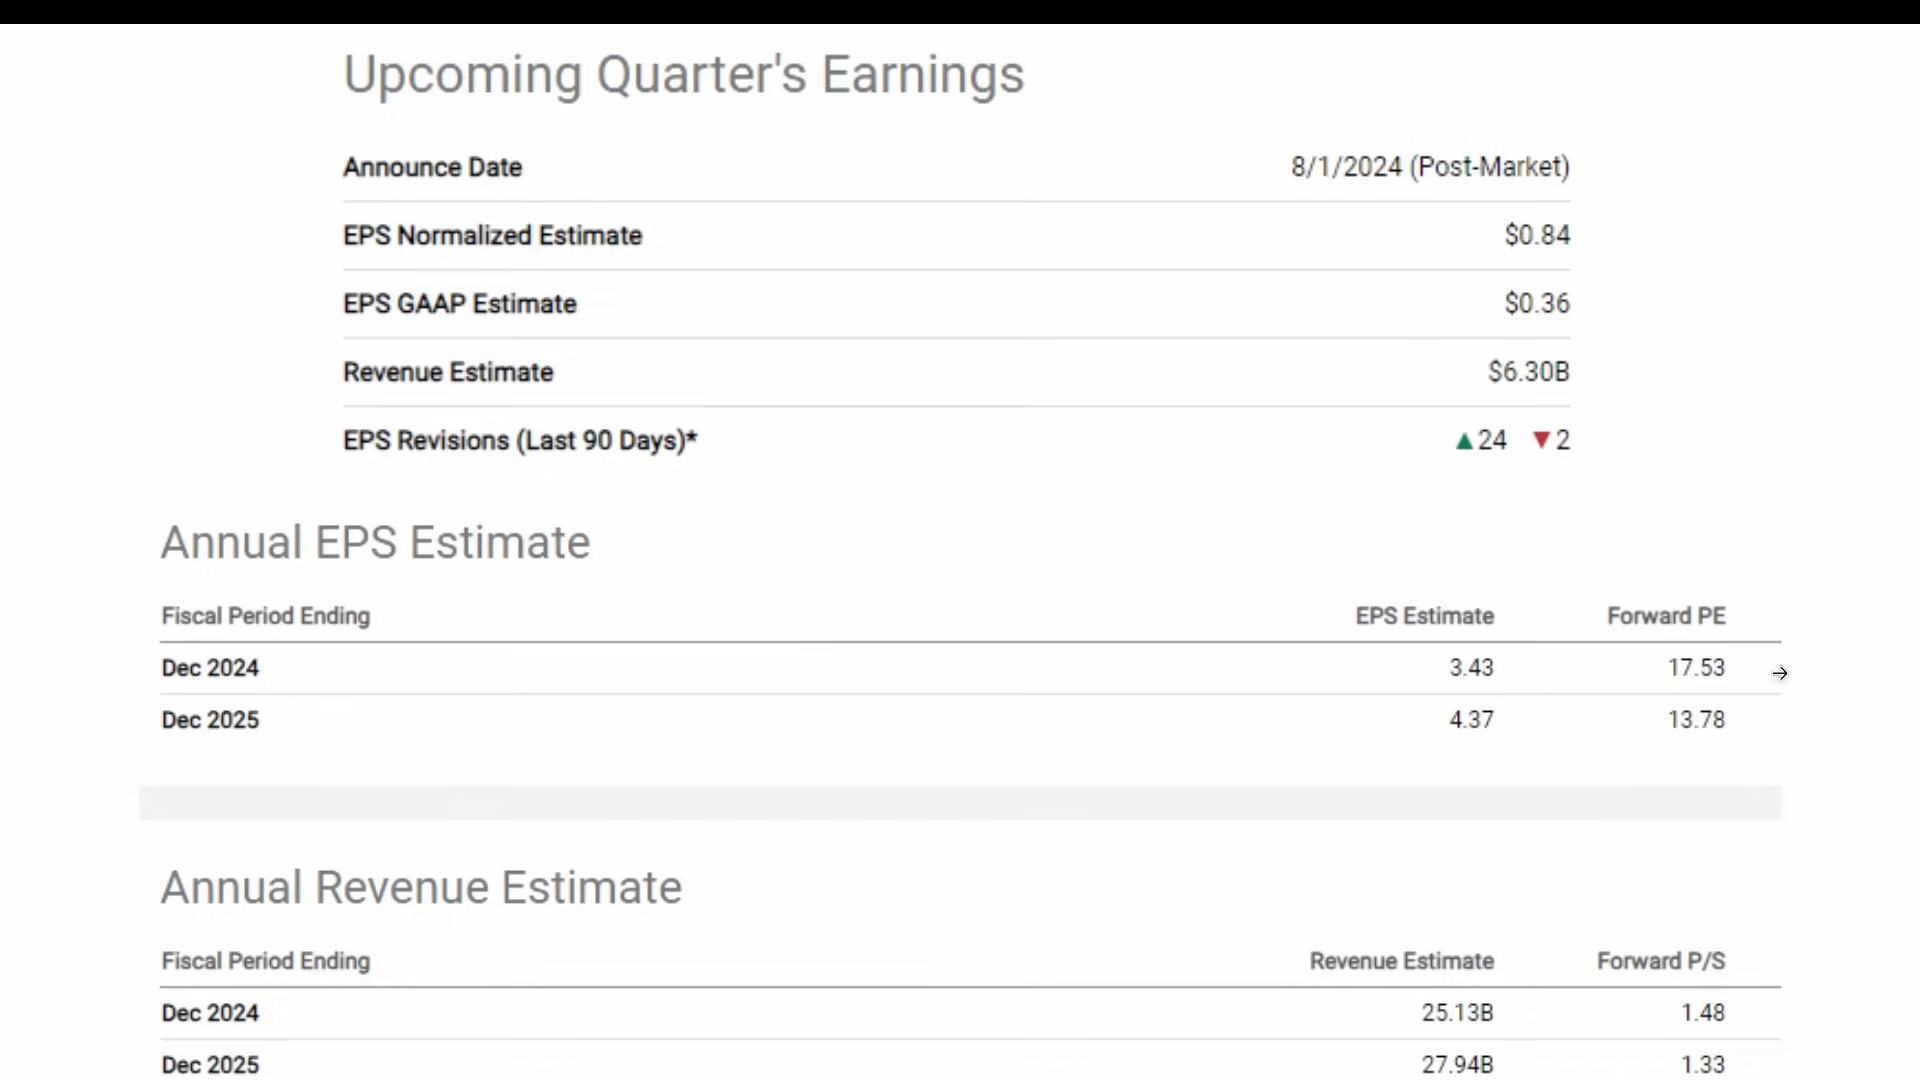 Upcoming Quarter's Earnings
Announce Date 8/1/2024 (Post-Market)
EPS Normalized Estimate $0.84
EPS GAAP Estimate $0.36
Revenue Estimate $6.30B
EPS Revisions (Last 90 Days)* ▲24 ▼2
Annual EPS Estimate
Fiscal Period Ending EPS Estimate Forward PE
Dec 2024 3.43 17.53
Dec 2025 4.37 13.78
Annual Revenue Estimate
Fiscal Period Ending Revenue Estimate Forward P/S
Dec 2024 25.13B 1.48
Dec 2025 27.94B 1.33